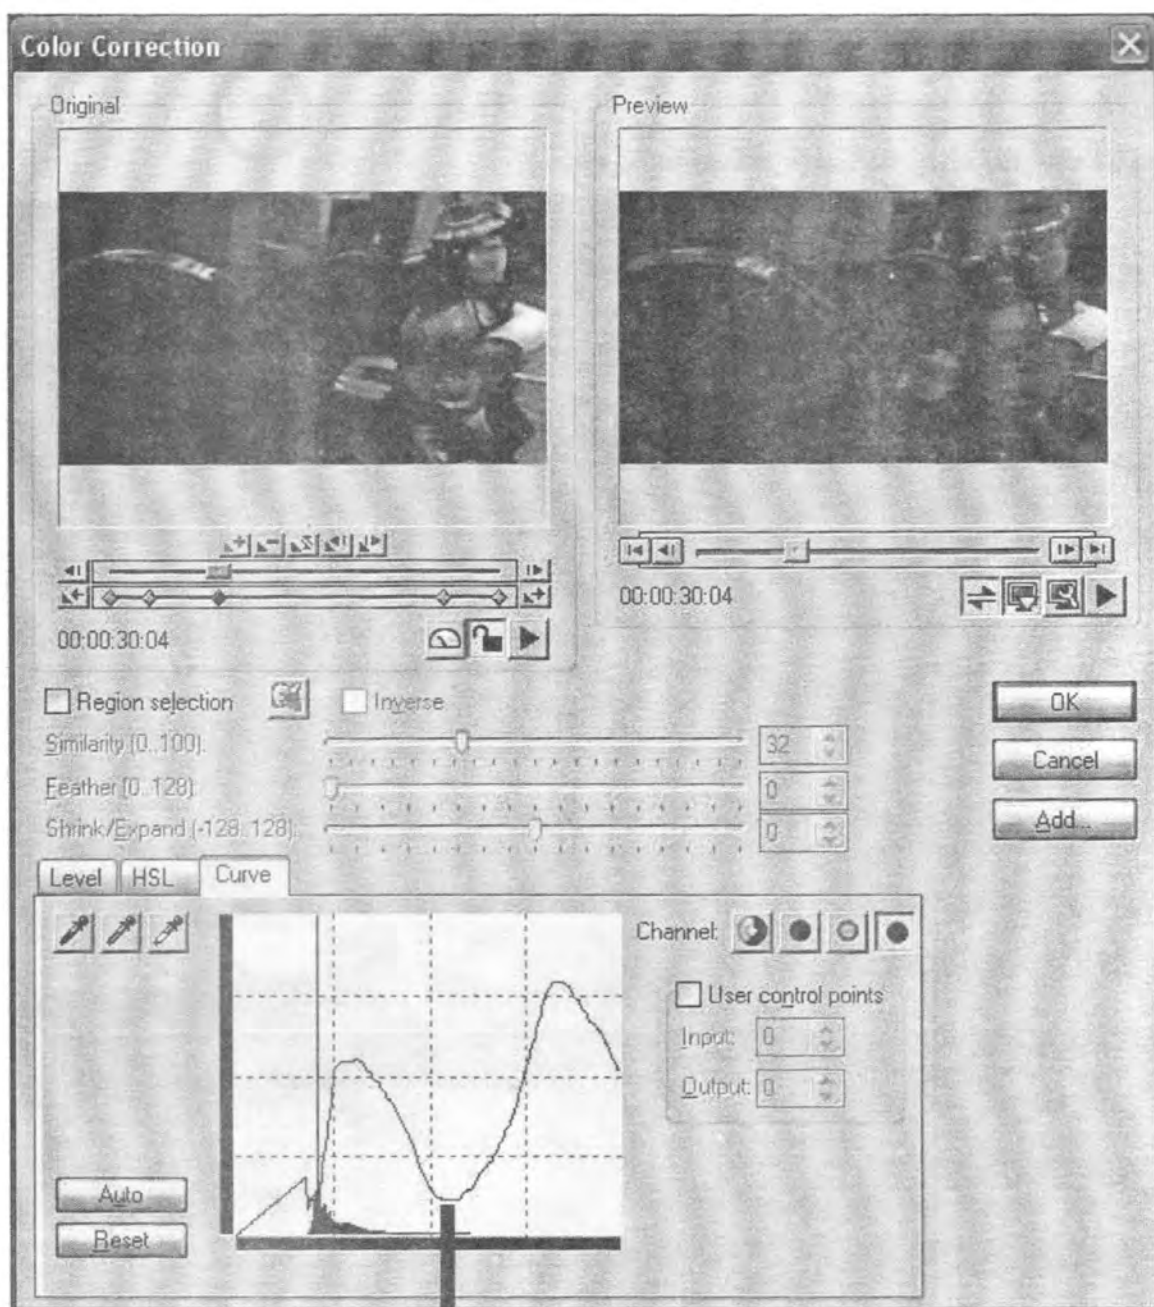 Color Correction
Original
Preview
00:00:30:04
00:00:30:04
Region selection
Inverse
Similarity (0..100):
32
Feather (0..128):
0
Shrink/Expand (-128..128):
0
OK
Cancel
Add...
Level
HSL
Curve
Channel:
User control points
Input:
0
Output:
0
Auto
Reset